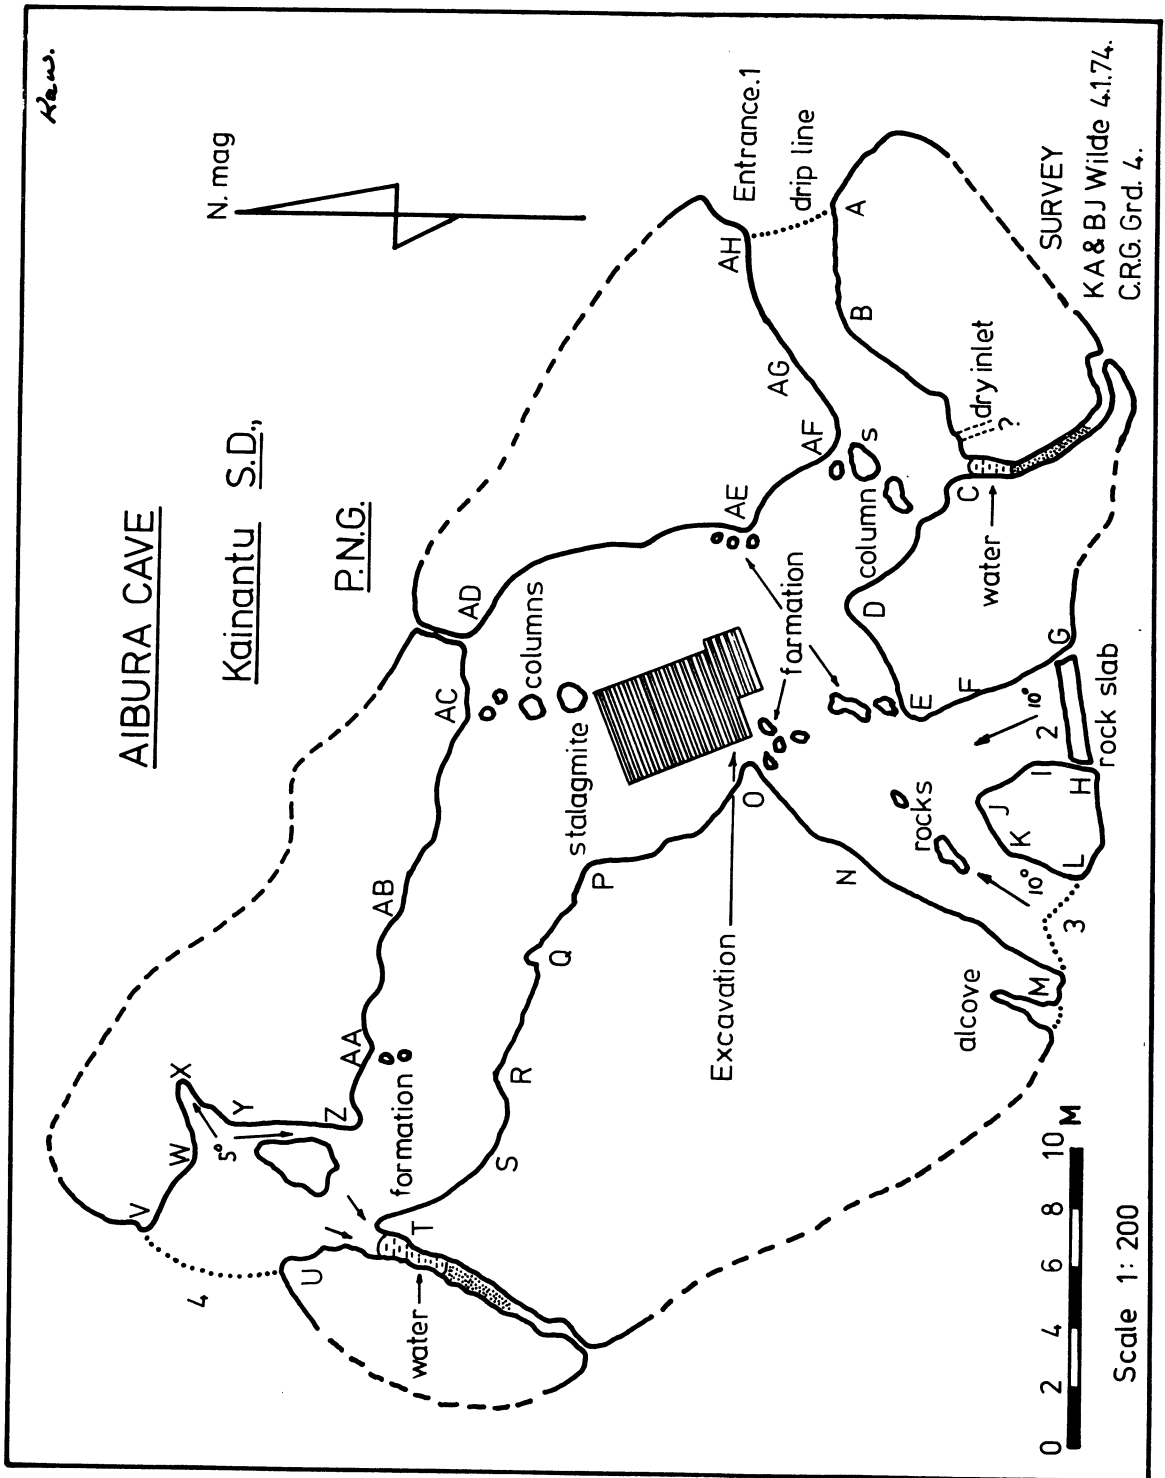 Raw.
AIBURA CAVE
Kainantu S.D.,
P.N.G.
N. mag
V
W
X
Y
5°
4
U
Z
AA
AB
AC
AD
formation
T
water
S
R
Q
P
columns
stalagmite
AE
AF
AG
AH
Entrance.1
drip line
A
B
column s
formation
Excavation
O
N
D
C
dry inlet
?
water
E
F
G
rocks
2
10°
rock slab
I
H
J
K
L
10°
3
M
alcove
SURVEY
KA & BJ Wilde 4.1.74.
C.R.G. Grd. 4.
0 2 4 6 8 10 M
Scale 1: 200